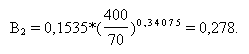 B₂ = 0,1535*(400/70)^0,34075 = 0,278.